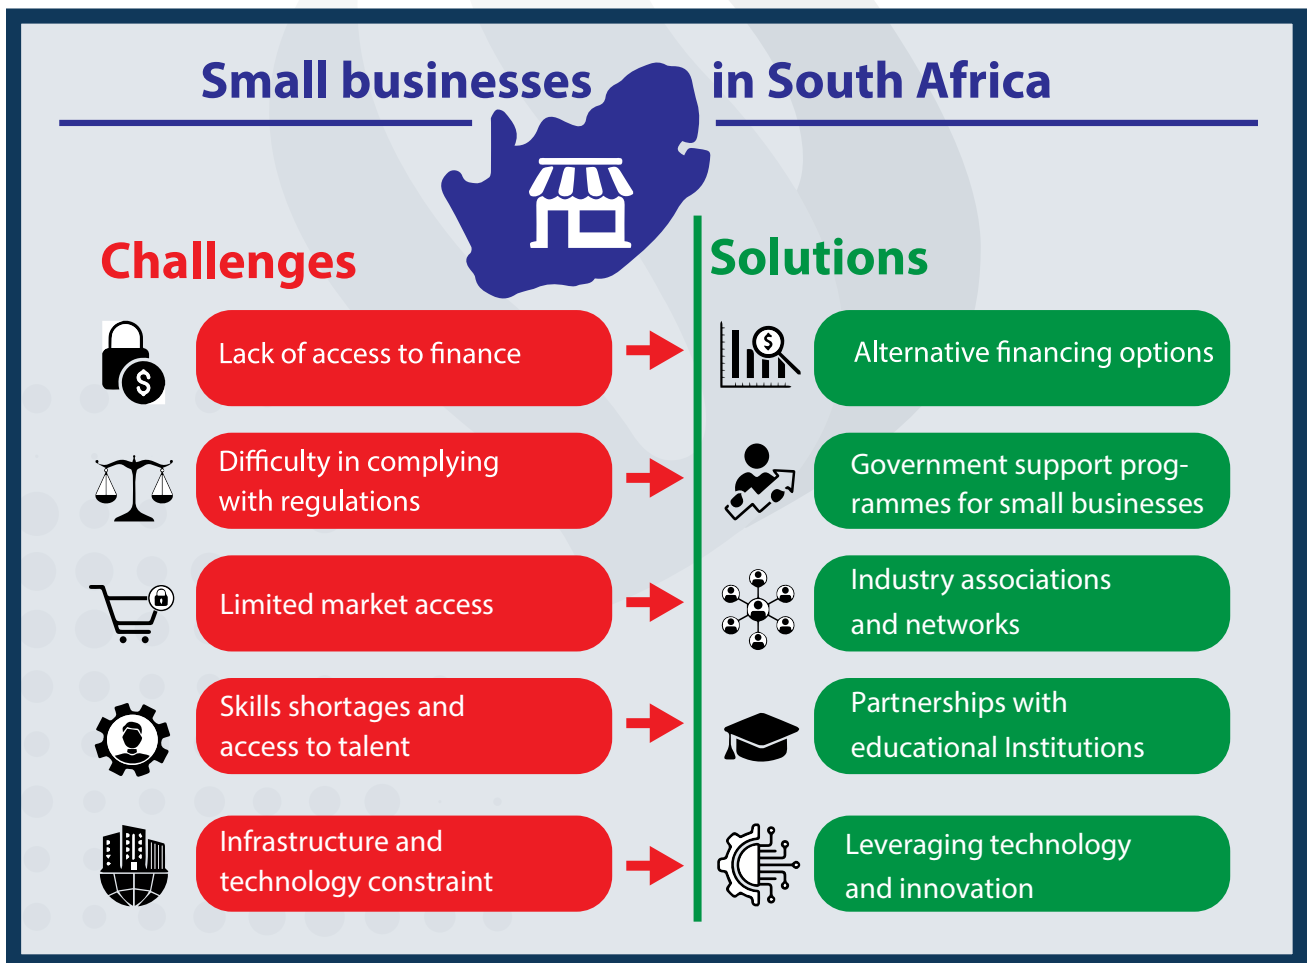 Small businesses in South Africa
Challenges
Solutions
Lack of access to finance
Alternative financing options
Difficulty in complying
with regulations
Government support prog-
rammes for small businesses
Limited market access
Industry associations
and networks
Skills shortages and
access to talent
Partnerships with
educational Institutions
Infrastructure and
technology constraint
Leveraging technology
and innovation